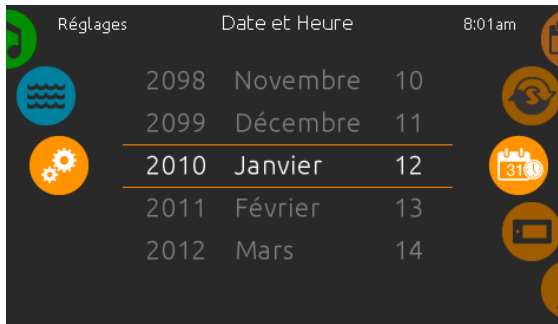 Réglages Date et Heure 8:01am
2098 Novembre 10
2099 Décembre 11
2010 Janvier 12
2011 Février 13
2012 Mars 14
31